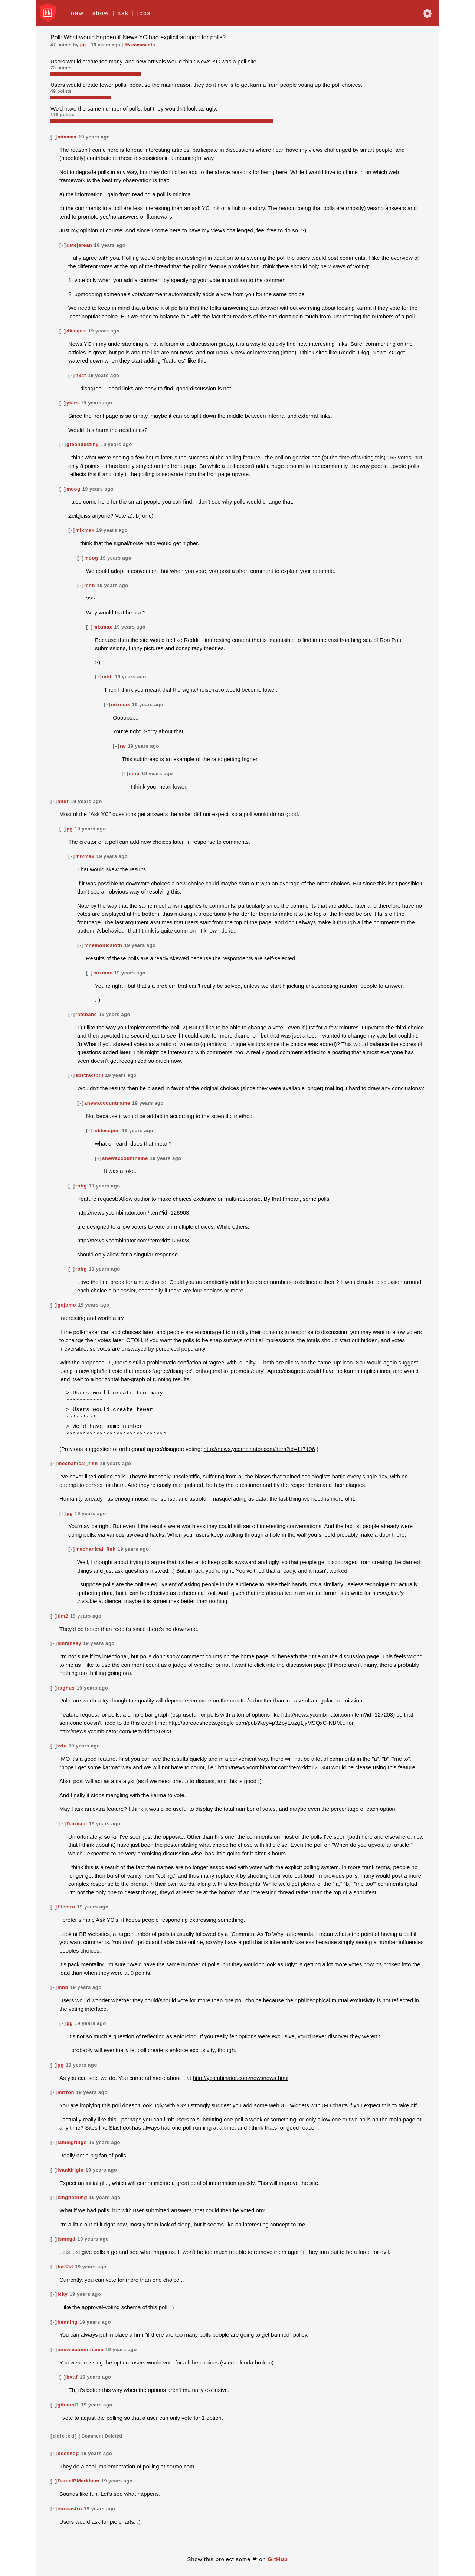 new | show | ask | jobs
Poll: What would happen if News.YC had explicit support for polls?
47 points by pg 19 years ago | 55 comments
Users would create too many, and new arrivals would think News.YC was a poll site.
73 points
Users would create fewer polls, because the main reason they do it now is to get karma from people voting up the poll choices.
49 points
We'd have the same number of polls, but they wouldn't look as ugly.
179 points
[-]mixmax 19 years ago
The reason I come here is to read interesting articles, participate in discussions where I can have my views challenged by smart people, and
(hopefully) contribute to these discussions in a meaningful way.
Not to degrade polls in any way, but they don't often add to the above reasons for being here. While I would love to chime in on which web
framework is the best my observation is that:
a) the information I gain from reading a poll is minimal
b) the comments to a poll are less interesting than an ask YC link or a link to a story. The reason being that polls are (mostly) yes/no answers and
tend to promote yes/no answers or flamewars.
Just my opinion of course. And since I come here to have my views challenged, feel free to do so. :-)
[-]cstejerean 19 years ago
I fully agree with you. Polling would only be interesting if in addition to answering the poll the users would post comments. I like the overview of
the different votes at the top of the thread that the polling feature provides but I think there should only be 2 ways of voting:
1. vote only when you add a comment by specifying your vote in addition to the comment
2. upmodding someone's vote/comment automatically adds a vote from you for the same choice
We need to keep in mind that a benefit of polls is that the folks answering can answer without worrying about loosing karma if they vote for the
least popular choice. But we need to balance this with the fact that readers of the site don't gain much from just reading the numbers of a poll.
[-]dkasper 19 years ago
News.YC in my understanding is not a forum or a discussion group, it is a way to quickly find new interesting links. Sure, commenting on the
articles is great, but polls and the like are not news, and not usually new or interesting (imho). I think sites like Reddit, Digg, News.YC get
watered down when they start adding "features" like this.
[-]h34t 19 years ago
I disagree -- good links are easy to find; good discussion is not.
[-]yters 19 years ago
Since the front page is so empty, maybe it can be split down the middle between internal and external links.
Would this harm the aesthetics?
[-]greendestiny 19 years ago
I think what we're seeing a few hours later is the success of the polling feature - the poll on gender has (at the time of writing this) 155 votes, but
only 8 points - it has barely stayed on the front page. So while a poll doesn't add a huge amount to the community, the way people upvote polls
reflects this if and only if the polling is separate from the frontpage upvote.
[-]moog 19 years ago
I also come here for the smart people you can find. I don't see why polls would change that.
Zeitgeiss anyone? Vote a), b) or c).
[-]mixmax 19 years ago
I think that the signal/noise ratio would get higher.
[-]moog 19 years ago
We could adopt a convention that when you vote, you post a short comment to explain your rationale.
[-]mhb 19 years ago
???
Why would that be bad?
[-]mixmax 19 years ago
Because then the site would be like Reddit - interesting content that is impossible to find in the vast froothing sea of Ron Paul
submissions, funny pictures and conspiracy theories.
:-)
[-]mhb 19 years ago
Then I think you meant that the signal/noise ratio would become lower.
[-]mixmax 19 years ago
Oooops....
You're right. Sorry about that.
[-]rw 19 years ago
This subthread is an example of the ratio getting higher.
[-]mhb 19 years ago
I think you mean lower.
[-]andr 19 years ago
Most of the "Ask YC" questions get answers the asker did not expect, so a poll would do no good.
[-]pg 19 years ago
The creator of a poll can add new choices later, in response to comments.
[-]mixmax 19 years ago
That would skew the results.
If it was possible to downvote choices a new choice could maybe start out with an average of the other choices. But since this isn't possible I
don't see an obvious way of resolving this.
Note by the way that the same mechanism applies to comments, particularly since the comments that are added later and therefore have no
votes are displayed at the bottom, thus making it proportionally harder for them to make it to the top of the thread before it falls off the
frontpage. The last argument assumes that users start from the top of the page, and don't always make it through all the comments to the
bottom. A behaviour that I think is quite common - I know I do it...
[-]mnemonicsloth 19 years ago
Results of these polls are already skewed because the respondents are self-selected.
[-]mixmax 19 years ago
You're right - but that's a problem that can't really be solved, unless we start hijacking unsuspecting random people to answer.
:-)
[-]ratsbane 19 years ago
1) I like the way you implemented the poll. 2) But I'd like to be able to change a vote - even if just for a few minutes. I upvoted the third choice
and then upvoted the second just to see if I could vote for more than one - but that was just a test. I wanted to change my vote but couldn't.
3) What if you showed votes as a ratio of votes to (quantity of unique visitors since the choice was added)? This would balance the scores of
questions added later. This might be interesting with comments, too. A really good comment added to a posting that almost everyone has
seen doesn't get recognized so much now.
[-]abstractbill 19 years ago
Wouldn't the results then be biased in favor of the original choices (since they were available longer) making it hard to draw any conclusions?
[-]anewaccountname 19 years ago
No, because it would be added in according to the scientific method.
[-]inklesspen 19 years ago
what on earth does that mean?
[-]anewaccountname 19 years ago
It was a joke.
[-]robg 19 years ago
Feature request: Allow author to make choices exclusive or multi-response. By that I mean, some polls
http://news.ycombinator.com/item?id=126903
are designed to allow voters to vote on multiple choices. While others:
http://news.ycombinator.com/item?id=126923
should only allow for a singular response.
[-]robg 19 years ago
Love the line break for a new choice. Could you automatically add in letters or numbers to delineate them? It would make discussion around
each choice a bit easier, especially if there are four choices or more.
[-]gojomo 19 years ago
Interesting and worth a try.
If the poll-maker can add choices later, and people are encouraged to modify their opinions in response to discussion, you may want to allow voters
to change their votes later. OTOH, if you want the polls to be snap surveys of initial impressions, the totals should start out hidden, and votes
irreversible, so votes are unswayed by perceived popularity.
With the proposed UI, there's still a problematic conflation of 'agree' with 'quality' -- both are clicks on the same 'up' icon. So I would again suggest
using a new right/left vote that means 'agree/disagree', orthogonal to 'promote/bury'. Agree/disagree would have no karma implications, and would
lend itself to a horizontal bar-graph of running results:
> Users would create too many
***********
> Users would create fewer
*********
> We'd have same number
******************************
(Previous suggestion of orthogonal agree/disagree voting: http://news.ycombinator.com/item?id=117196 )
[-]mechanical_fish 19 years ago
I've never liked online polls. They're intensely unscientific, suffering from all the biases that trained sociologists battle every single day, with no
attempt to correct for them. And they're easily manipulated, both by the questioner and by the respondents and their claques.
Humanity already has enough noise, nonsense, and astroturf masquerading as data; the last thing we need is more of it.
[-]pg 19 years ago
You may be right. But even if the results were worthless they could still set off interesting conversations. And the fact is, people already were
doing polls, via various awkward hacks. When your users keep walking through a hole in the wall you should probably make a door there.
[-]mechanical_fish 19 years ago
Well, I thought about trying to argue that it's better to keep polls awkward and ugly, so that people get discouraged from creating the darned
things and just ask questions instead. :) But, in fact, you're right: You've tried already, and it hasn't worked.
I suppose polls are the online equivalent of asking people in the audience to raise their hands. It's a similarly useless technique for actually
gathering data, but it can be a useful rhetorical tool. And, given that the alternative in an online forum is to write for a completely
invisible audience, maybe it is sometimes better than nothing.
[-]tim2 19 years ago
They'd be better than reddit's since there's no downvote.
[-]smhinsey 19 years ago
I'm not sure if it's intentional, but polls don't show comment counts on the home page, or beneath their title on the discussion page. This feels wrong
to me as I like to use the comment count as a judge of whether or not I want to click into the discussion page (if there aren't many, there's probably
nothing too thrilling going on).
[-]raghus 19 years ago
Polls are worth a try though the quality will depend even more on the creator/submitter than in case of a regular submission.
Feature request for polls: a simple bar graph (esp useful for polls with a ton of options like http://news.ycombinator.com/item?id=127203) so that
someone doesn't need to do this each time: http://spreadsheets.google.com/pub?key=p3ZpyEuzq1jyMSQxC-NBM... for
http://news.ycombinator.com/item?id=126923
[-]edu 19 years ago
IMO it's a good feature. First you can see the results quickly and in a convenient way, there will not be a lot of comments in the "a", "b", "me to",
"hope i get some karma" way and we will not have to count, i.e.: http://news.ycombinator.com/item?id=126360 would be clease using this feature.
Also, post will act as a catalyst (as if we need one...) to discuss, and this is good ;)
And finally it stops mangling with the karma to vote.
May I ask an extra feature? I think it would be useful to display the total number of votes, and maybe even the percentage of each option.
[-]Darmani 19 years ago
Unfortunately, so far I've seen just the opposite. Other than this one, the comments on most of the polls I've seen (both here and elsewhere, now
that I think about it) have just been the poster stating what choice he chose with little else. Even the poll on "When do you upvote an article,"
which I expected to be very promising discussion-wise, has little going for it after 8 hours.
I think this is a result of the fact that names are no longer associated with votes with the explicit polling system. In more frank terms, people no
longer get their burst of vanity from "voting," and thus many replace it by shouting their vote out loud. In previous polls, many would post a more
complex response to the prompt in their own words, along with a few thoughts. While we'd get plenty of the ""a," "b," "me too"" comments (glad
I'm not the only one to detest those), they'd at least be at the bottom of an interesting thread rather than the top of a shoutfest.
[-]Electro 19 years ago
I prefer simple Ask YC's, it keeps people responding expressing something.
Look at BB websites, a large number of polls is usually followed by a "Comment As To Why" afterwards. I mean what's the point of having a poll if
you want comments. You don't get quantifiable data online, so why have a poll that is inherently useless because simply seeing a number influences
peoples choices.
It's pack mentality. I'm sure "We'd have the same number of polls, but they wouldn't look as ugly" is getting a lot more votes now it's broken into the
lead than when they were at 0 points.
[-]mhb 19 years ago
Users would wonder whether they could/should vote for more than one poll choice because their philosophical mutual exclusivity is not reflected in
the voting interface.
[-]pg 19 years ago
It's not so much a question of reflecting as enforcing. If you really felt options were exclusive, you'd never discover they weren't.
I probably will eventually let poll creaters enforce exclusivity, though.
[-]pg 19 years ago
As you can see, we do. You can read more about it at http://ycombinator.com/newsnews.html.
[-]mrtron 19 years ago
You are implying this poll doesn't look ugly with #3? I strongly suggest you add some web 3.0 widgets with 3-D charts if you expect this to take off.
I actually really like this - perhaps you can limit users to submitting one poll a week or something, or only allow one or two polls on the main page at
any time? Sites like Slashdot has always had one poll running at a time, and I think thats for good reason.
[-]iamelgringo 19 years ago
Really not a big fan of polls.
[-]ivankirigin 19 years ago
Expect an initial glut, which will communicate a great deal of information quickly. This will improve the site.
[-]kingnothing 19 years ago
What if we had polls, but with user submitted answers, that could then be voted on?
I'm a little out of it right now, mostly from lack of sleep, but it seems like an interesting concept to me.
[-]jsmcgd 19 years ago
Lets just give polls a go and see what happens. It won't be too much trouble to remove them again if they turn out to be a force for evil.
[-]far33d 19 years ago
Currently, you can vote for more than one choice...
[-]icky 19 years ago
I like the approval-voting schema of this poll. :)
[-]henning 19 years ago
You can always put in place a firm "if there are too many polls people are going to get banned" policy.
[-]anewaccountname 19 years ago
You were missing the option: users would vote for all the choices (seems kinda broken).
[-]bvttf 19 years ago
Eh, it's better this way when the options aren't mutually exclusive.
[-]gibsonf1 19 years ago
I vote to adjust the polling so that a user can only vote for 1 option.
[deleted] | Comment Deleted
[-]hooshog 19 years ago
They do a cool implementation of polling at sermo.com
[-]DanielBMarkham 19 years ago
Sounds like fun. Let's see what happens.
[-]euccastro 19 years ago
Users would ask for pie charts. ;)
Show this project some ❤ on GitHub